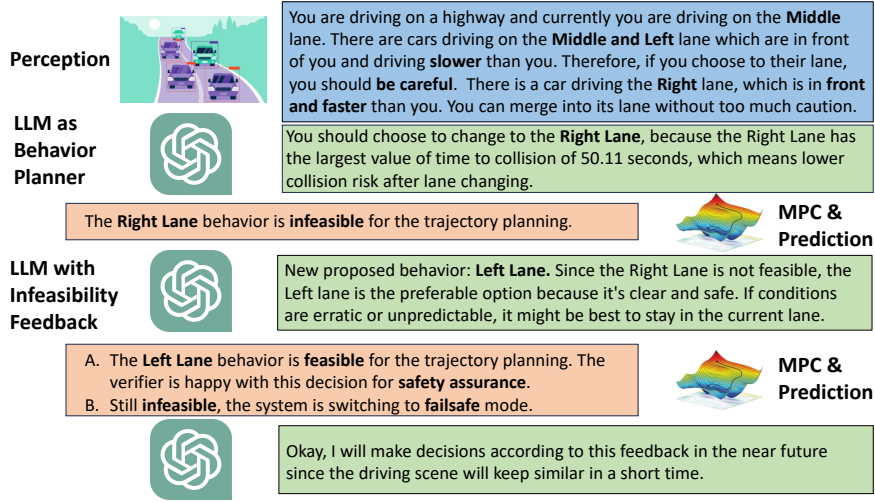 Perception
You are driving on a highway and currently you are driving on the Middle
lane. There are cars driving on the Middle and Left lane which are in front
of you and driving slower than you. Therefore, if you choose to their lane,
you should be careful.  There is a car driving the Right lane, which is in front
and faster than you. You can merge into its lane without too much caution.
LLM as
Behavior
Planner
You should choose to change to the Right Lane, because the Right Lane has
the largest value of time to collision of 50.11 seconds, which means lower
collision risk after lane changing.
The Right Lane behavior is infeasible for the trajectory planning.
MPC &
Prediction
LLM with
Infeasibility
Feedback
New proposed behavior: Left Lane. Since the Right Lane is not feasible, the
Left lane is the preferable option because it's clear and safe. If conditions
are erratic or unpredictable, it might be best to stay in the current lane.
A. The Left Lane behavior is feasible for the trajectory planning. The
verifier is happy with this decision for safety assurance.
B. Still infeasible, the system is switching to failsafe mode.
MPC &
Prediction
Okay, I will make decisions according to this feedback in the near future
since the driving scene will keep similar in a short time.